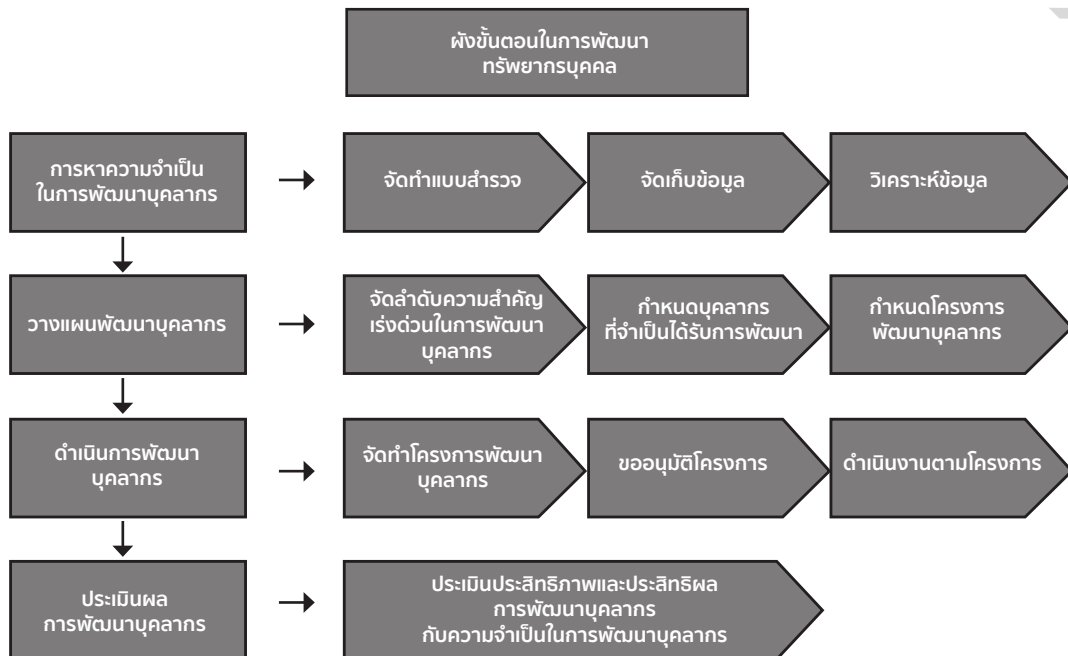 ผังขั้นตอนในการพัฒนา
ทรัพยากรบุคคล
การหาความจำเป็น
ในการพัฒนาบุคลากร
จัดทำแบบสำรวจ
จัดเก็บข้อมูล
วิเคราะห์ข้อมูล
วางแผนพัฒนาบุคลากร
จัดลำดับความสำคัญ
เร่งด่วนในการพัฒนา
บุคลากร
กำหนดบุคลากร
ที่จำเป็นได้รับการพัฒนา
กำหนดโครงการ
พัฒนาบุคลากร
ดำเนินการพัฒนา
บุคลากร
จัดทำโครงการพัฒนา
บุคลากร
ขออนุมัติโครงการ
ดำเนินงานตามโครงการ
ประเมินผล
การพัฒนาบุคลากร
ประเมินประสิทธิภาพและประสิทธิผล
การพัฒนาบุคลากร
กับความจำเป็นในการพัฒนาบุคลากร